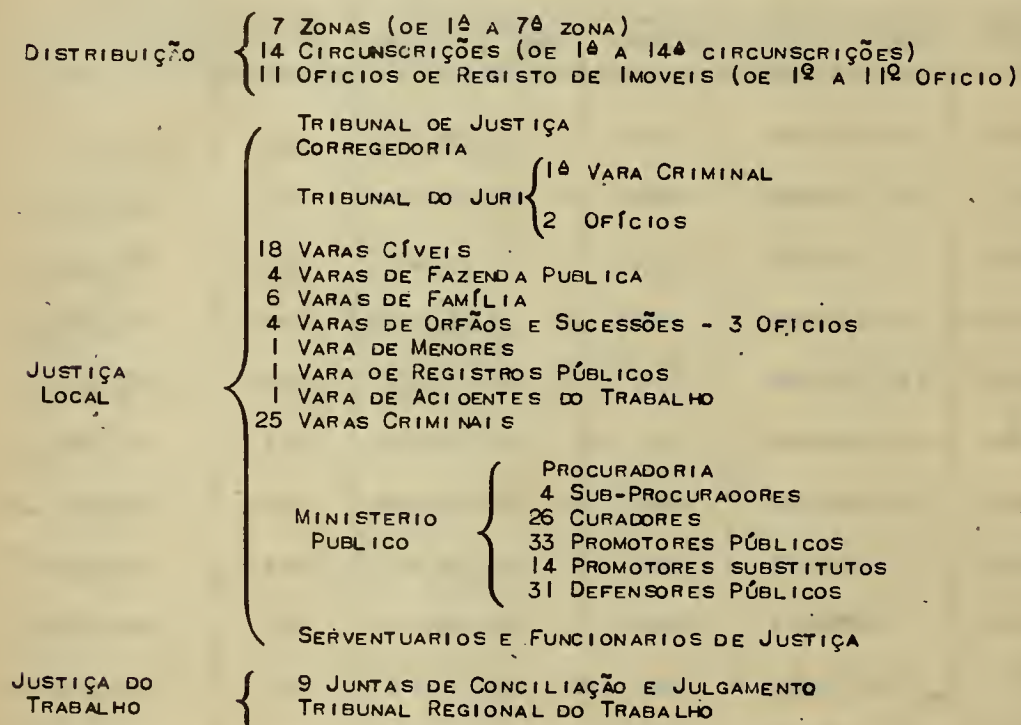 DISTRIBUIÇÃO
7 ZONAS (DE 1ª A 7ª ZONA)
14 CIRCUNSCRIÇÕES (DE 1ª A 14ª CIRCUNSCRIÇÕES)
11 OFICIOS DE REGISTO DE IMOVEIS (DE 1º A 11º OFICIO)
JUSTIÇA
LOCAL
TRIBUNAL DE JUSTIÇA
CORREGEDORIA
TRIBUNAL DO JURI
1ª VARA CRIMINAL
2 OFÍCIOS
18 VARAS CÍVEIS
4 VARAS DE FAZENDA PUBLICA
6 VARAS DE FAMÍLIA
4 VARAS DE ORFÃOS E SUCESSÕES - 3 OFICIOS
1 VARA DE MENORES
1 VARA DE REGISTROS PÚBLICOS
1 VARA DE ACIDENTES DO TRABALHO
25 VARAS CRIMINAIS
MINISTERIO
PUBLICO
PROCURADORIA
4 SUB-PROCURADORES
26 CURADORES
33 PROMOTORES PÚBLICOS
14 PROMOTORES SUBSTITUTOS
31 DEFENSORES PÚBLICOS
SERVENTUARIOS E FUNCIONARIOS DE JUSTIÇA
JUSTIÇA DO
TRABALHO
9 JUNTAS DE CONCILIAÇÃO E JULGAMENTO
TRIBUNAL REGIONAL DO TRABALHO